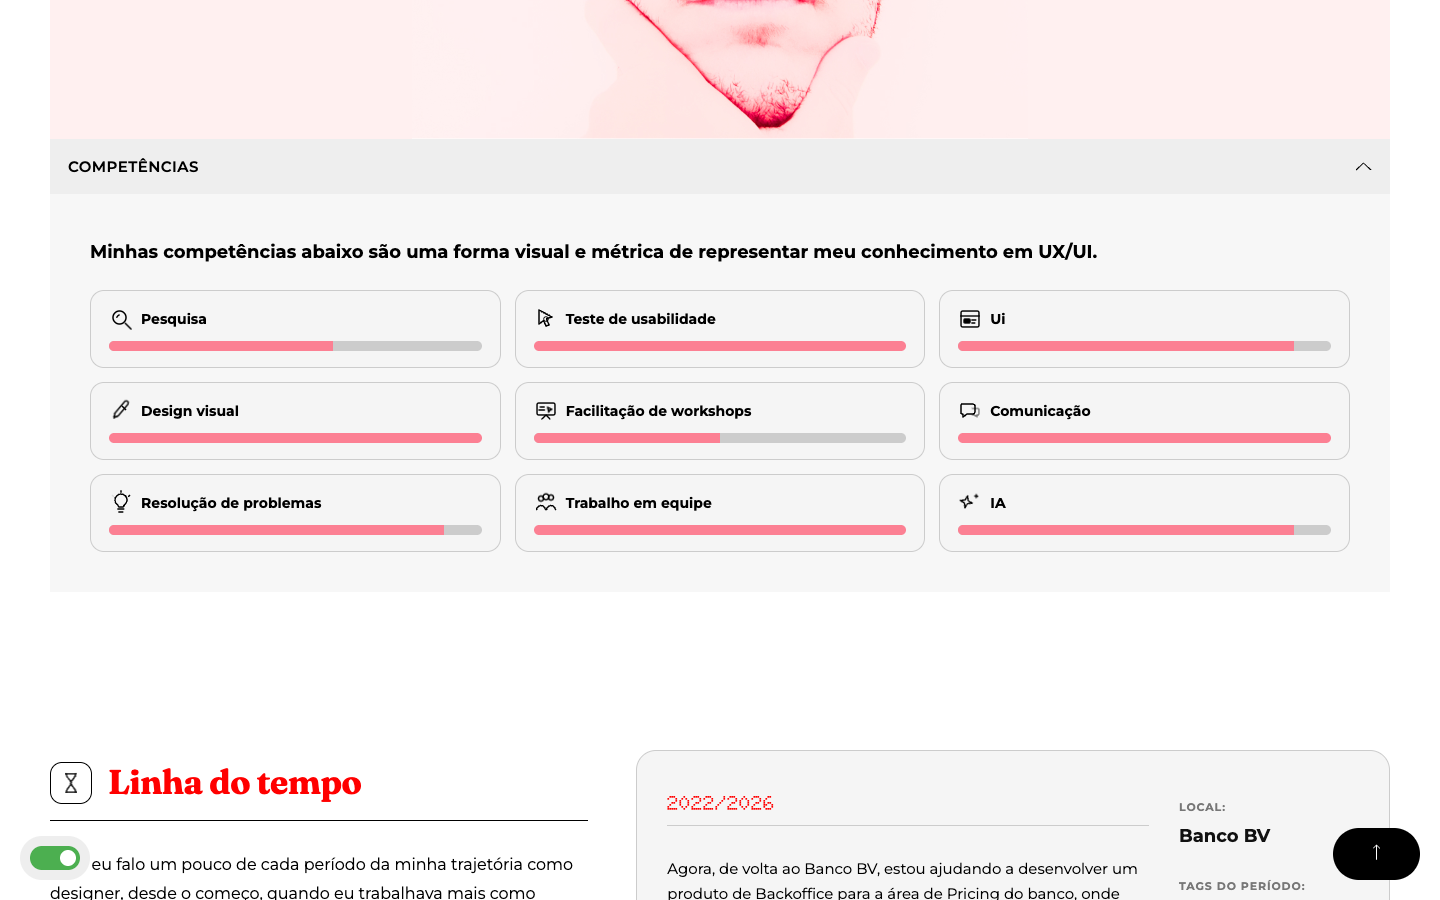 COMPETÊNCIAS
Minhas competências abaixo são uma forma visual e métrica de representar meu conhecimento em UX/UI.
Pesquisa
Teste de usabilidade
Ui
Design visual
Facilitação de workshops
Comunicação
Resolução de problemas
Trabalho em equipe
IA
Linha do tempo
eu falo um pouco de cada período da minha trajetória como
designer, desde o começo, quando eu trabalhava mais como
2022/2026
Agora, de volta ao Banco BV, estou ajudando a desenvolver um
produto de Backoffice para a área de Pricing do banco, onde
LOCAL:
Banco BV
TAGS DO PERÍODO: